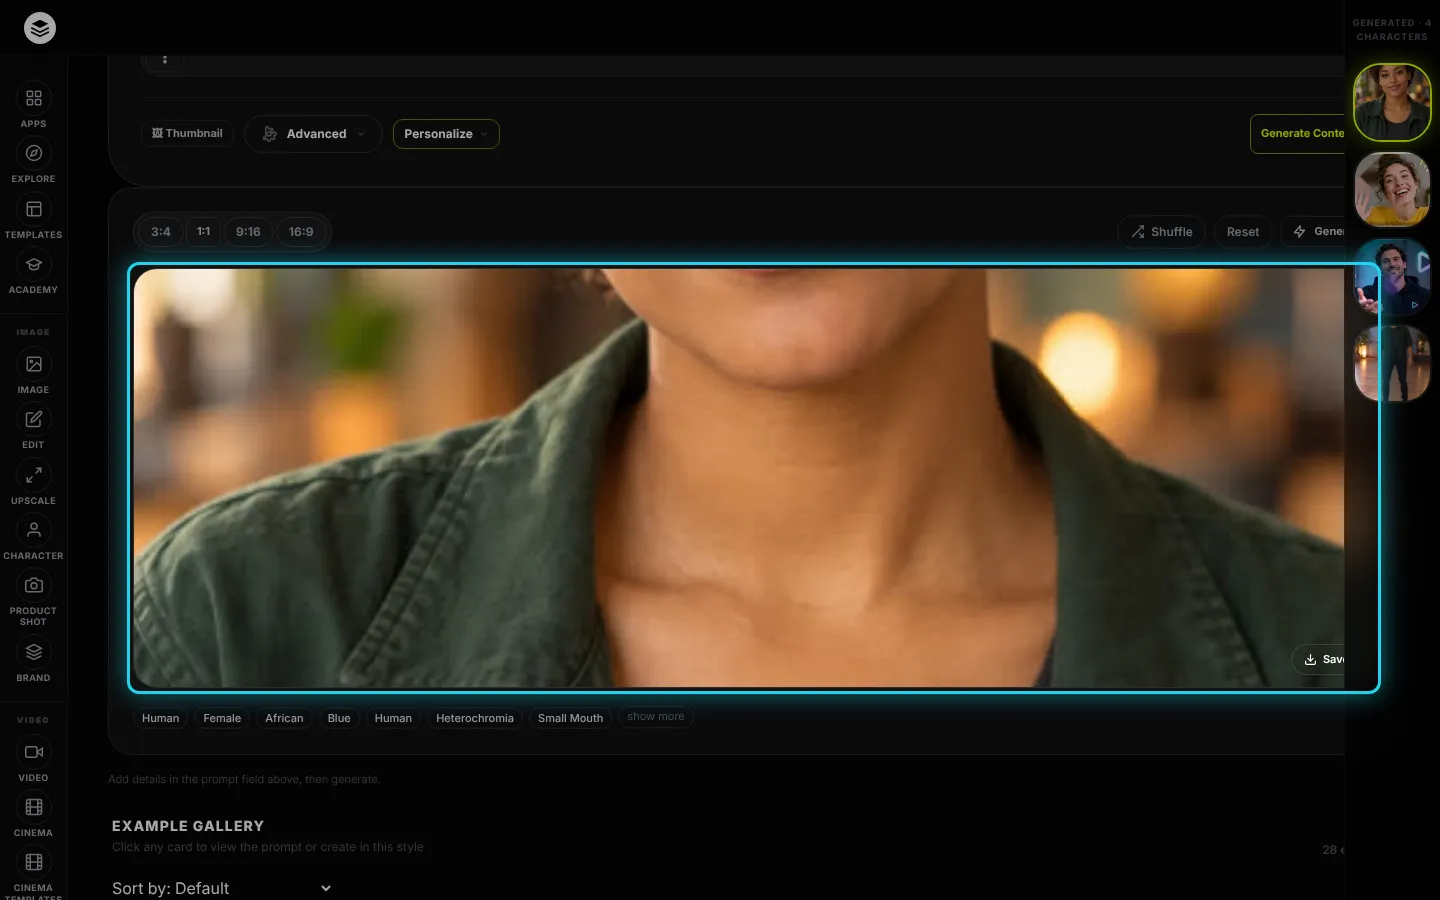 GENERATED · 4
CHARACTERS
APPS
EXPLORE
TEMPLATES
ACADEMY
IMAGE
IMAGE
EDIT
UPSCALE
CHARACTER
PRODUCT
SHOT
BRAND
VIDEO
VIDEO
CINEMA
CINEMA
TEMPLATES
Thumbnail
Advanced
Personalize
Generate Conte
3:4
1:1
9:16
16:9
Shuffle
Reset
Gener
Save
Human
Female
African
Blue
Human
Heterochromia
Small Mouth
show more
Add details in the prompt field above, then generate.
EXAMPLE GALLERY
Click any card to view the prompt or create in this style
28 e
Sort by: Default